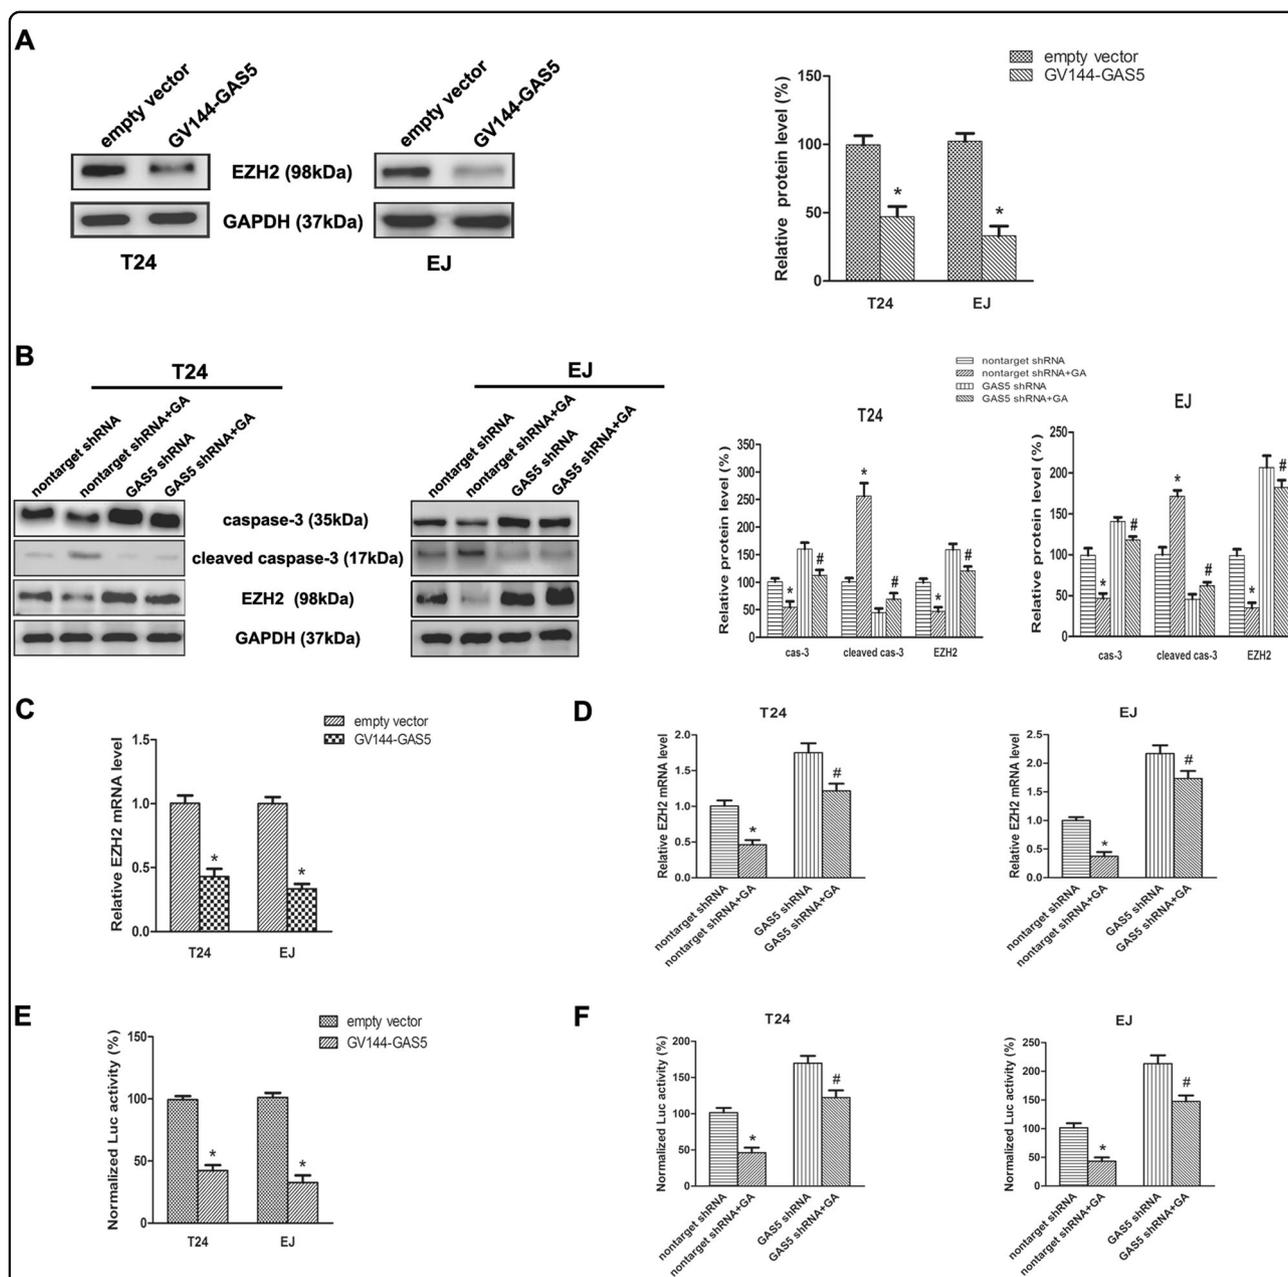 A
empty vector
GV144-GAS5
empty vector
GV144-GAS5
EZH2 (98kDa)
GAPDH (37kDa)
T24
EJ
empty vector
GV144-GAS5
Relative protein level (%)
150
100
50
0
*
*
T24
EJ
B
T24
EJ
nontarget shRNA
nontarget shRNA+GA
GAS5 shRNA
GAS5 shRNA+GA
nontarget shRNA
nontarget shRNA+GA
GAS5 shRNA
GAS5 shRNA+GA
caspase-3 (35kDa)
cleaved caspase-3 (17kDa)
EZH2 (98kDa)
GAPDH (37kDa)
nontarget shRNA
nontarget shRNA+GA
GAS5 shRNA
GAS5 shRNA+GA
T24
Relative protein level (%)
350
300
250
200
150
100
50
0
*
#
*
#
*
#
cas-3
cleaved cas-3
EZH2
EJ
Relative protein level (%)
250
200
150
100
50
0
*
#
*
#
*
#
cas-3
cleaved cas-3
EZH2
C
empty vector
GV144-GAS5
Relative EZH2 mRNA level
1.5
1.0
0.5
0.0
*
*
T24
EJ
D
T24
Relative EZH2 mRNA level
2.0
1.5
1.0
0.5
0.0
*
#
nontarget shRNA
nontarget shRNA+GA
GAS5 shRNA
GAS5 shRNA+GA
EJ
Relative EZH2 mRNA level
2.5
2.0
1.5
1.0
0.5
0.0
*
#
nontarget shRNA
nontarget shRNA+GA
GAS5 shRNA
GAS5 shRNA+GA
E
empty vector
GV144-GAS5
Normalized Luc activity (%)
150
100
50
0
*
*
T24
EJ
F
T24
Normalized Luc activity (%)
200
150
100
50
0
*
#
nontarget shRNA
nontarget shRNA+GA
GAS5 shRNA
GAS5 shRNA+GA
EJ
Normalized Luc activity (%)
250
200
150
100
50
0
*
#
nontarget shRNA
nontarget shRNA+GA
GAS5 shRNA
GAS5 shRNA+GA